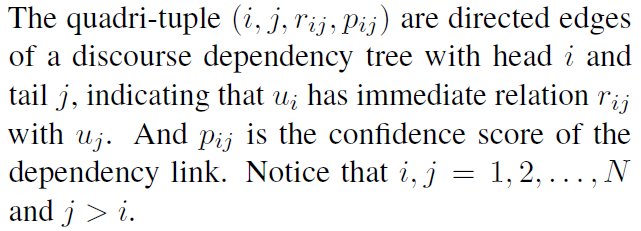 The quadri-tuple (i, j, r_{ij}, p_{ij}) are directed edges
of a discourse dependency tree with head i and
tail j, indicating that u_i has immediate relation r_{ij}
with u_j. And p_{ij} is the confidence score of the
dependency link. Notice that i, j = 1, 2, . . . , N
and j > i.